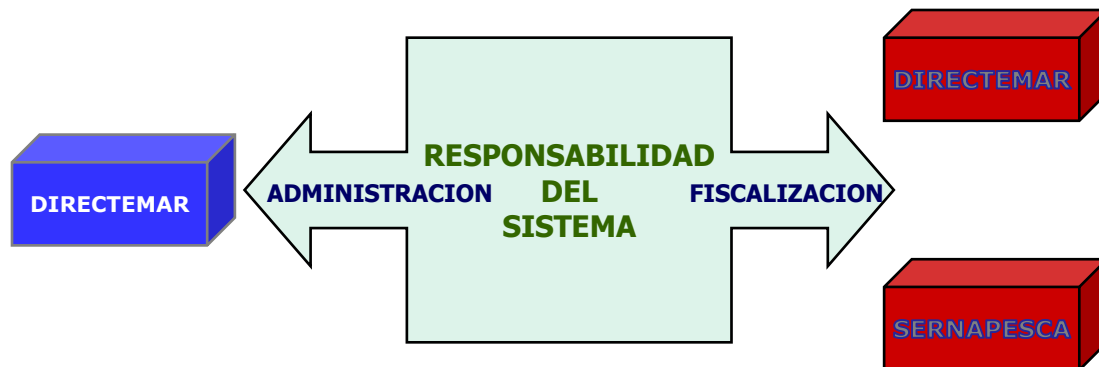 DIRECTEMAR
RESPONSABILIDAD
DEL
SISTEMA
ADMINISTRACION
FISCALIZACION
DIRECTEMAR
SERNAPESCA